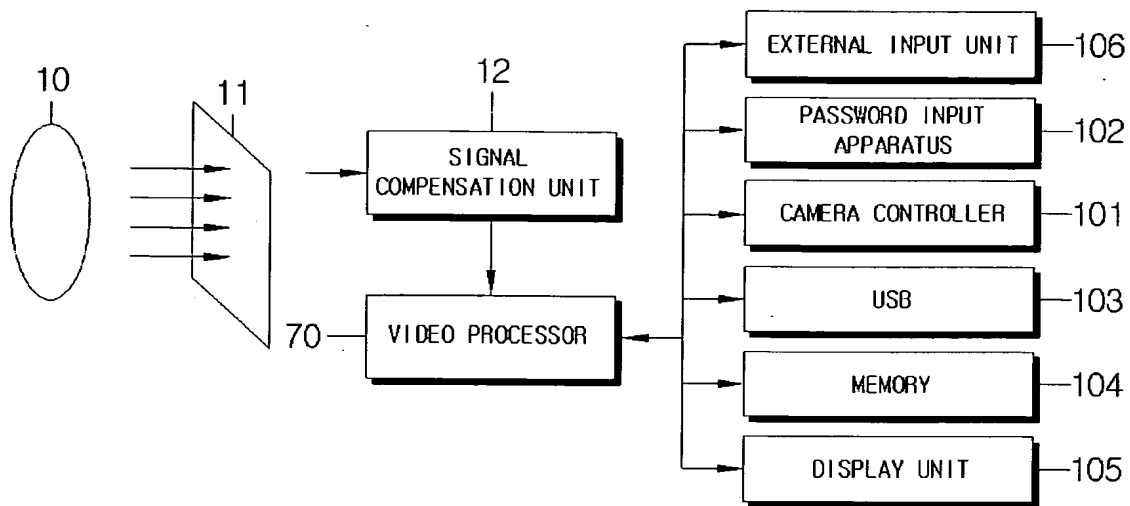 10
11
12
SIGNAL
COMPENSATION UNIT
70
VIDEO PROCESSOR
EXTERNAL INPUT UNIT
106
PASSWORD INPUT
APPARATUS
102
CAMERA CONTROLLER
101
USB
103
MEMORY
104
DISPLAY UNIT
105